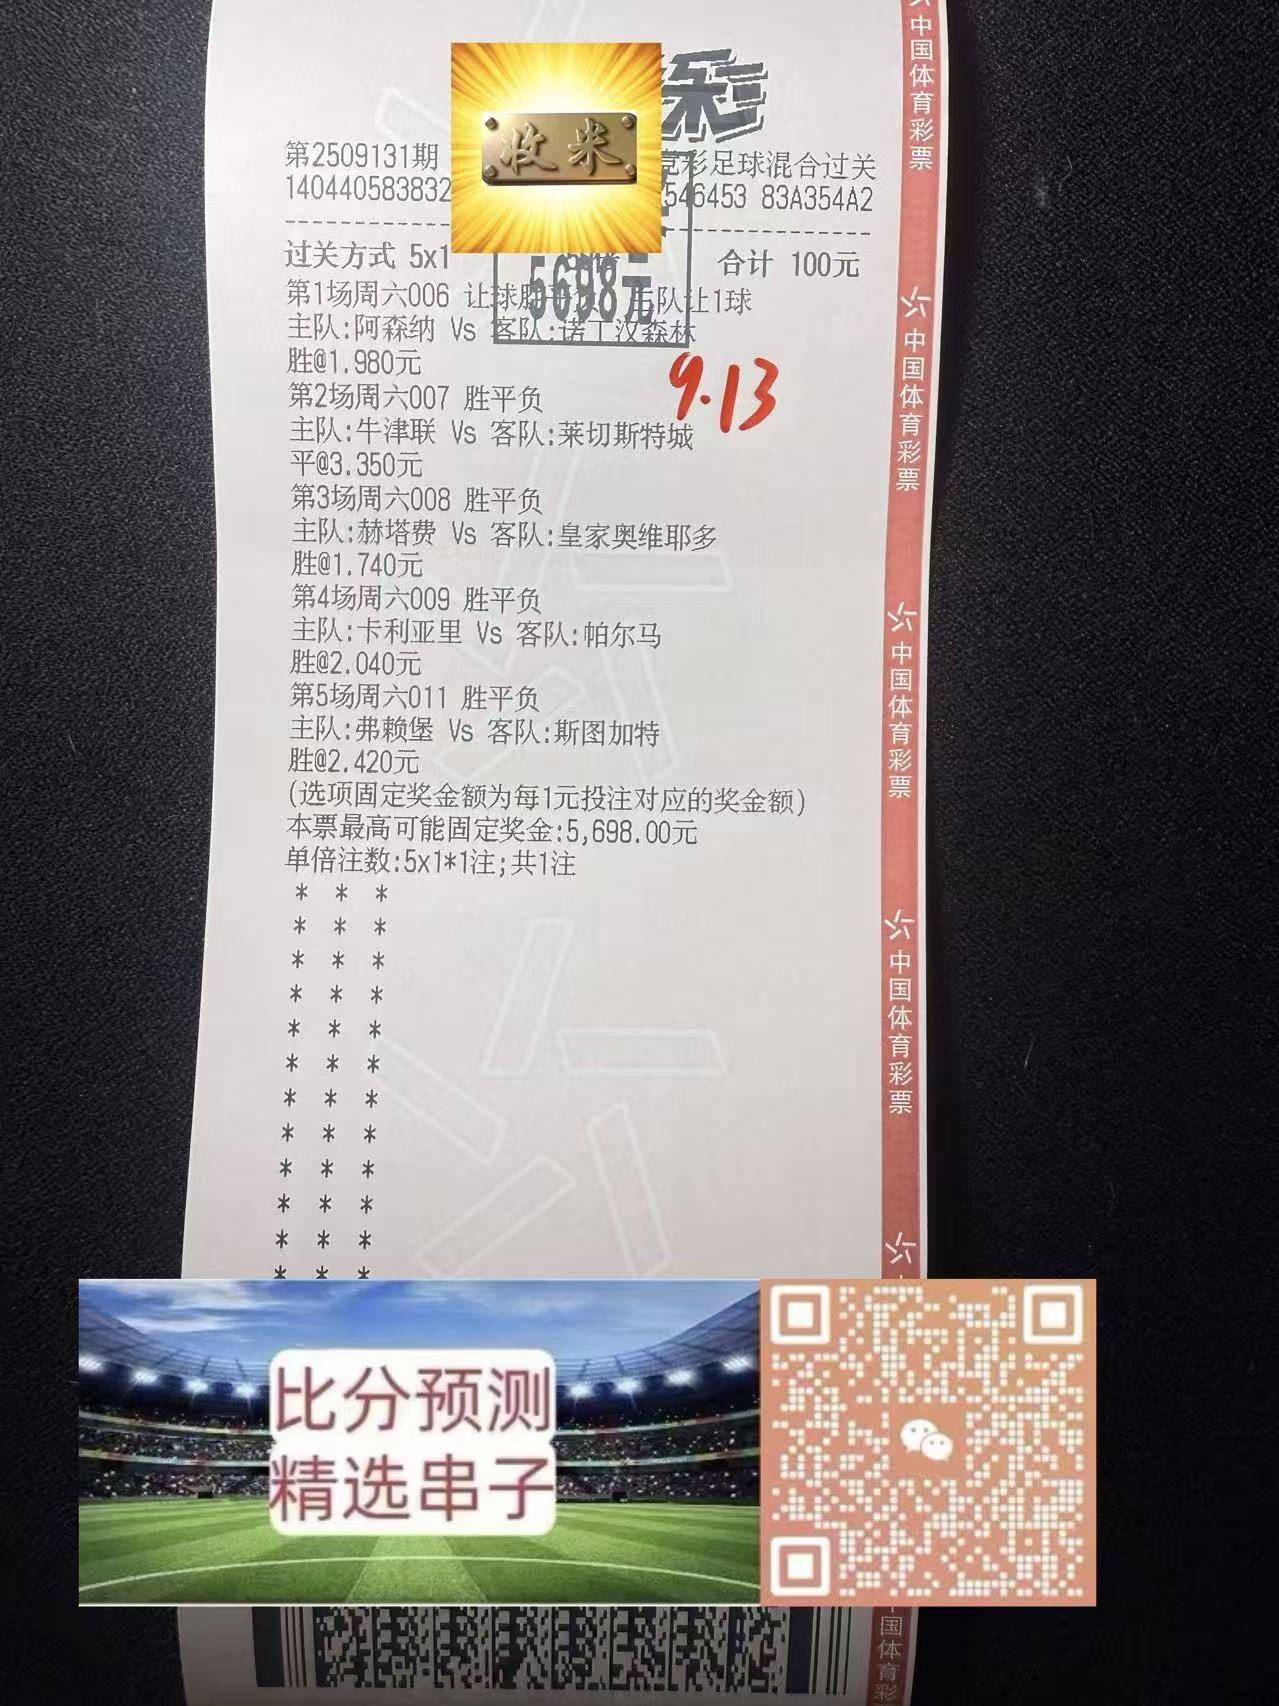 彩
收米
第2509131期 竞彩足球混合过关
140440583832 546453 83A354A2
过关方式 5x1 合计 100元
5698元
第1场周六006 让球胜平 主队让1球
主队:阿森纳 Vs 客队:诺丁汉森林
胜@1.980元
9.13
第2场周六007 胜平负
主队:牛津联 Vs 客队:莱切斯特城
平@3.350元
第3场周六008 胜平负
主队:赫塔费 Vs 客队:皇家奥维耶多
胜@1.740元
第4场周六009 胜平负
主队:卡利亚里 Vs 客队:帕尔马
胜@2.040元
第5场周六011 胜平负
主队:弗赖堡 Vs 客队:斯图加特
胜@2.420元
(选项固定奖金额为每1元投注对应的奖金额)
本票最高可能固定奖金:5,698.00元
单倍注数:5x1*1注;共1注
* * *
* * *
* * *
* * *
* * *
* * *
* * *
* * *
* * *
* * *
* * *
* * *
比分预测
精选串子
中国体育彩票
中国体育彩票
中国体育彩票
中国体育彩票
国体育彩